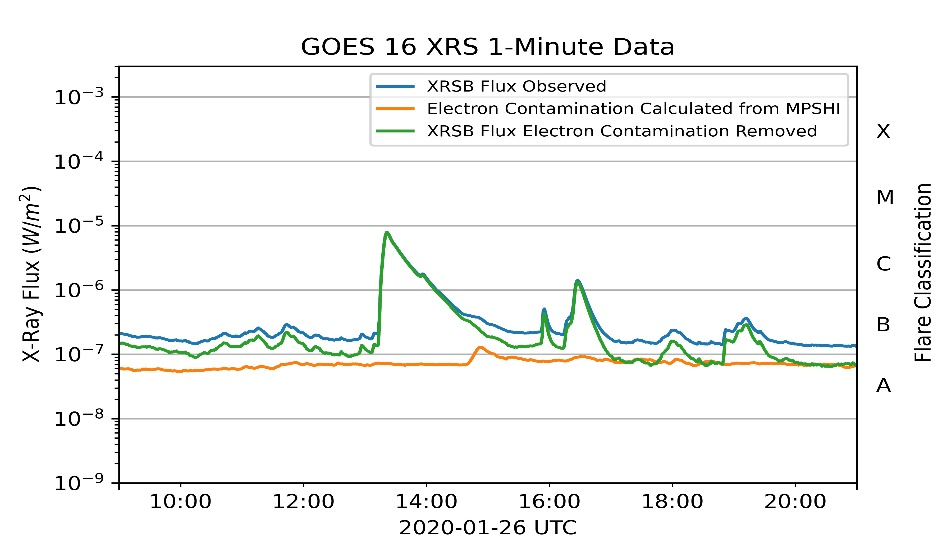 GOES 16 XRS 1-Minute Data
XRSB Flux Observed
Electron Contamination Calculated from MPSHI
XRSB Flux Electron Contamination Removed
X-Ray Flux (W/m²)
10⁻³
10⁻⁴
10⁻⁵
10⁻⁶
10⁻⁷
10⁻⁸
10⁻⁹
X
M
C
B
A
Flare Classification
10:00 12:00 14:00 16:00 18:00 20:00
2020-01-26 UTC